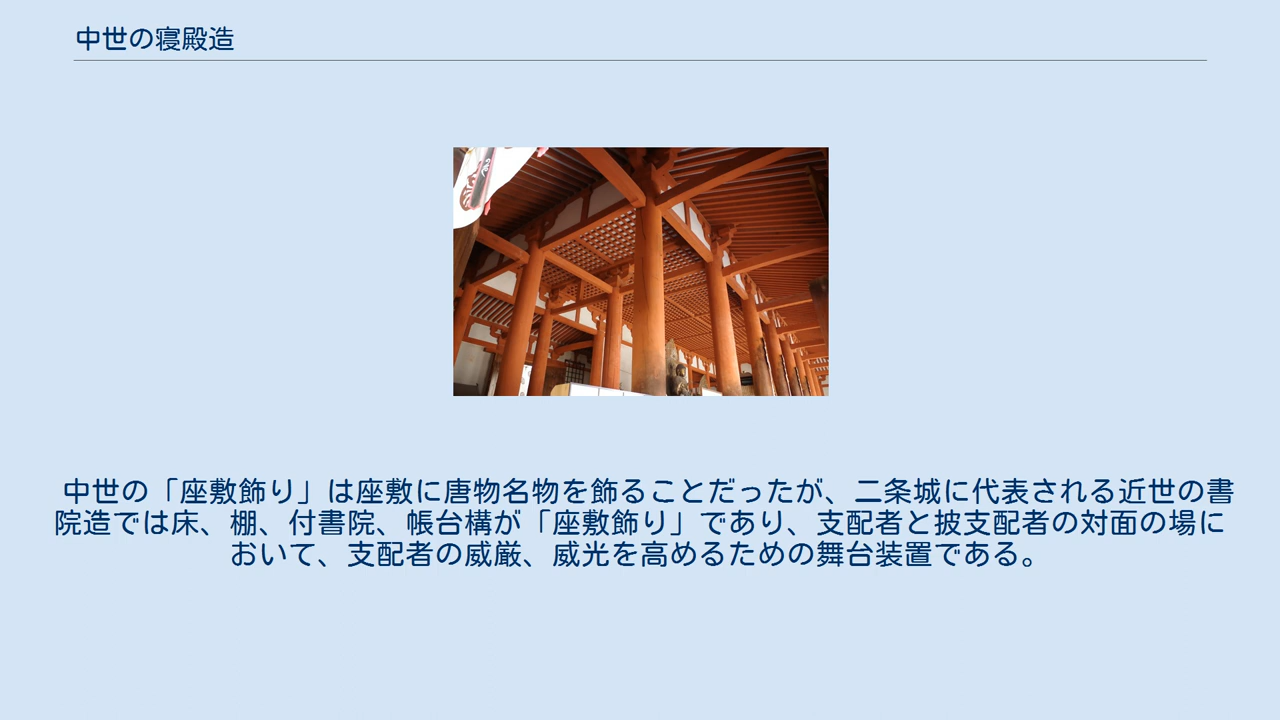 中世の寝殿造
中世の「座敷飾り」は座敷に唐物名物を飾ることだったが、二条城に代表される近世の書
院造では床、棚、付書院、帳台構が「座敷飾り」であり、支配者と披支配者の対面の場に
おいて、支配者の威厳、威光を高めるための舞台装置である。